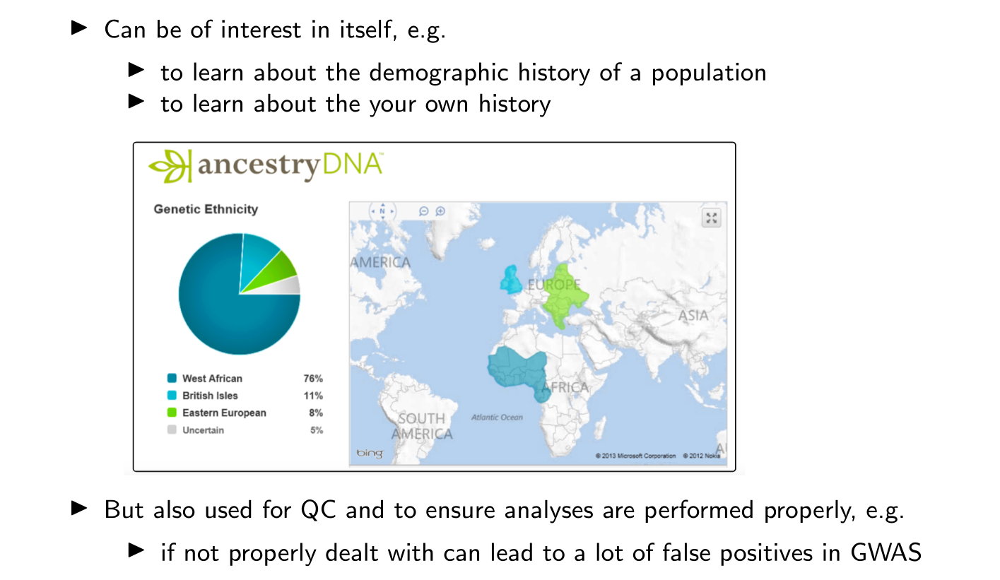 ▶ Can be of interest in itself, e.g.
▶ to learn about the demographic history of a population
▶ to learn about the your own history
ancestryDNA™
Genetic Ethnicity
West African 76%
British Isles 11%
Eastern European 8%
Uncertain 5%
N
AMERICA
EUROPE
ASIA
AFRICA
Atlantic Ocean
SOUTH
AMERICA
AU
bing
© 2013 Microsoft Corporation © 2012 Nokia
▶ But also used for QC and to ensure analyses are performed properly, e.g.
▶ if not properly dealt with can lead to a lot of false positives in GWAS